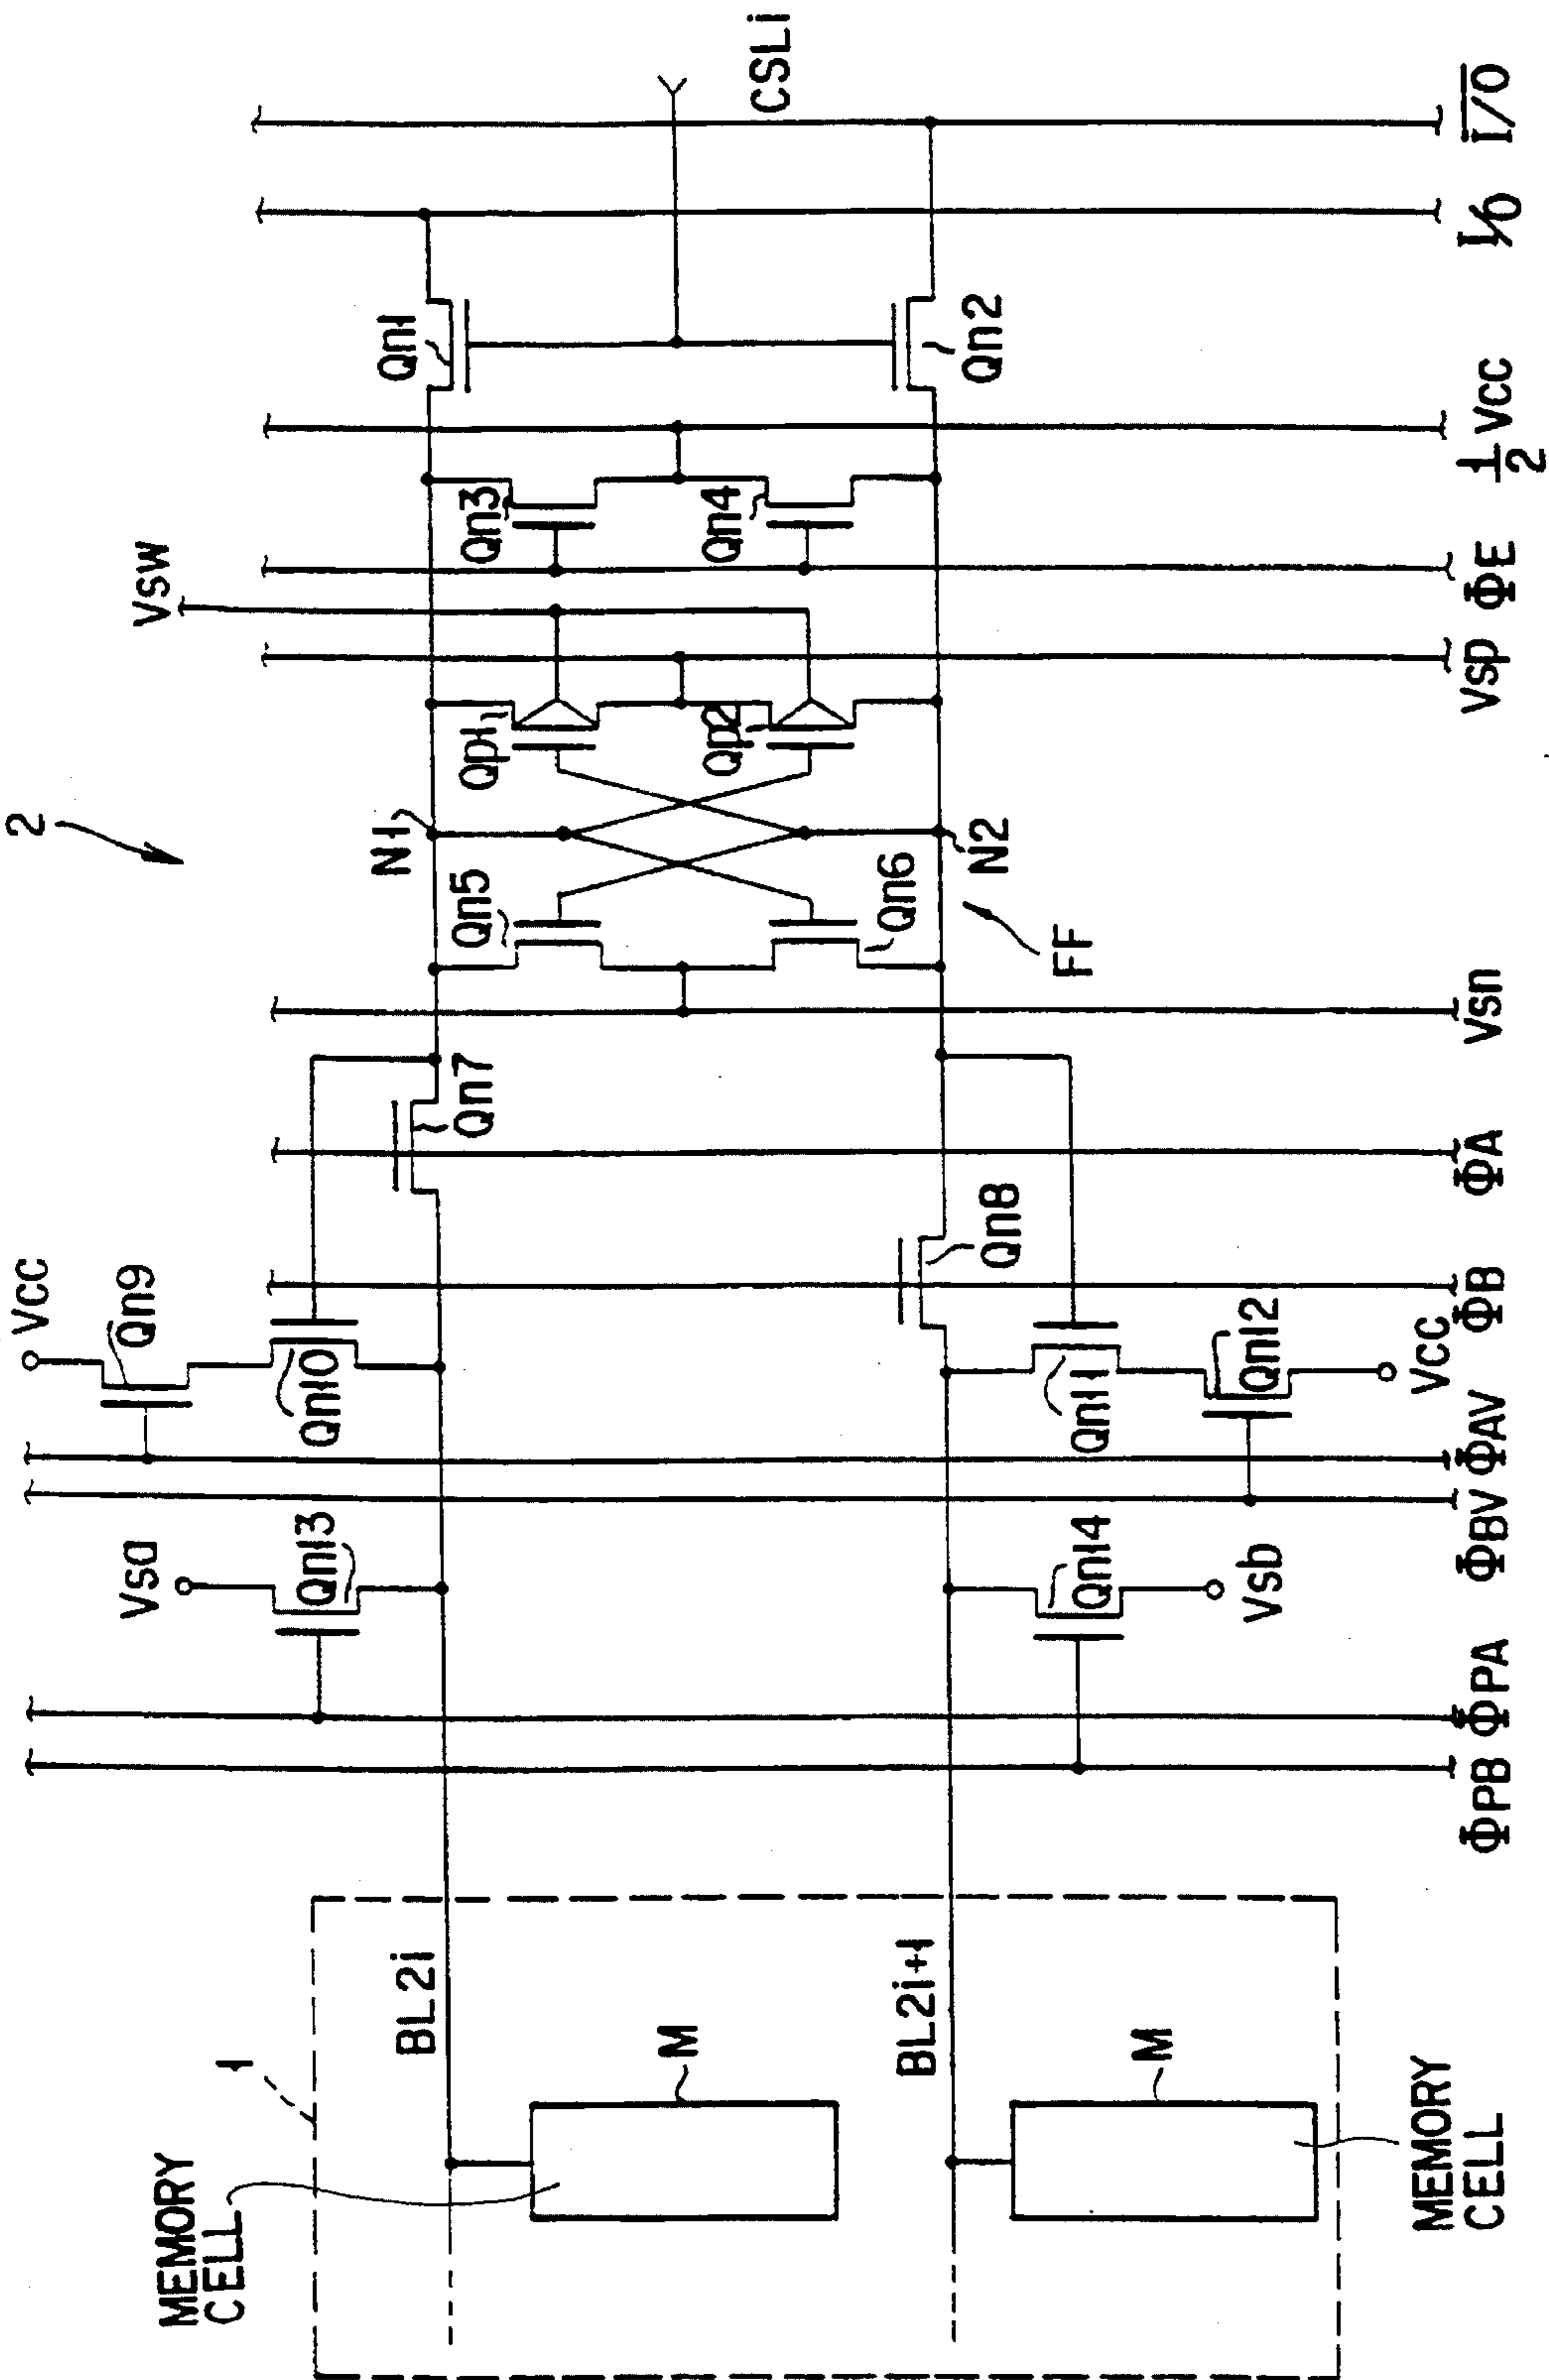 2
MEMORY
CELL
1
BL2i
M
BL2i+1
M
MEMORY
CELL
Vsa
Qn13
Qn14
Vsb
Vcc
Qn9
Qn10
Qn11
Qn12
Vcc
Qn7
Qn8
Qn5
Qn6
FF
N1
N2
Qp1
Qp2
Vsw
Qn3
Qn4
Qn1
Qn2
CSLi
ΦPB
ΦPA
ΦBV
ΦAV
ΦB
ΦA
Vsn
Vsp
ΦE
1/2 Vcc
I/O
I̅/̅O̅